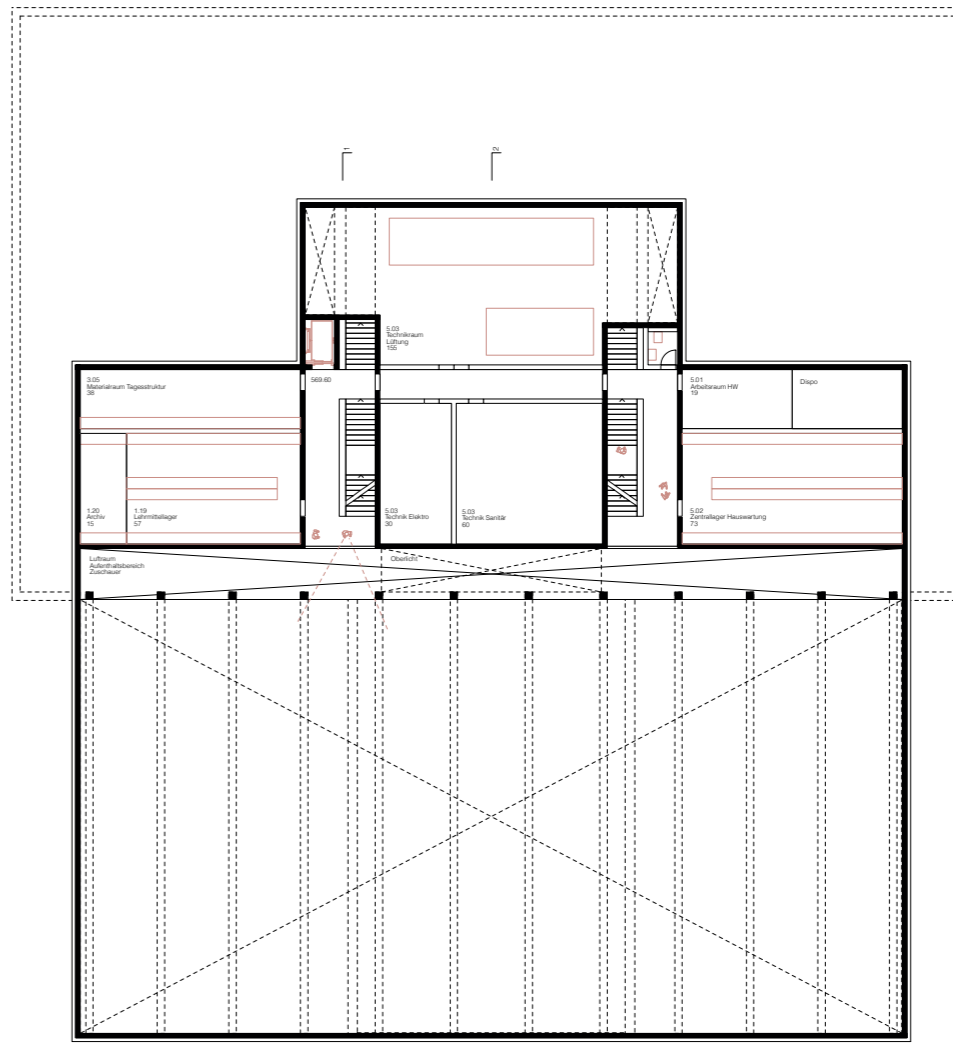 1
2
5.03
Technikraum
Lüftung
155
3.05
Materialraum Tagesstruktur
38
569.60
5.01
Arbeitsraum HW
19
Dispo
1.20
Archiv
15
1.19
Lehrmittellager
57
5.03
Technik Elektro
30
5.03
Technik Sanitär
60
5.02
Zentrallager Hauswartung
73
Luftraum
Aufenthaltsbereich
Zuschauer
Oberlicht